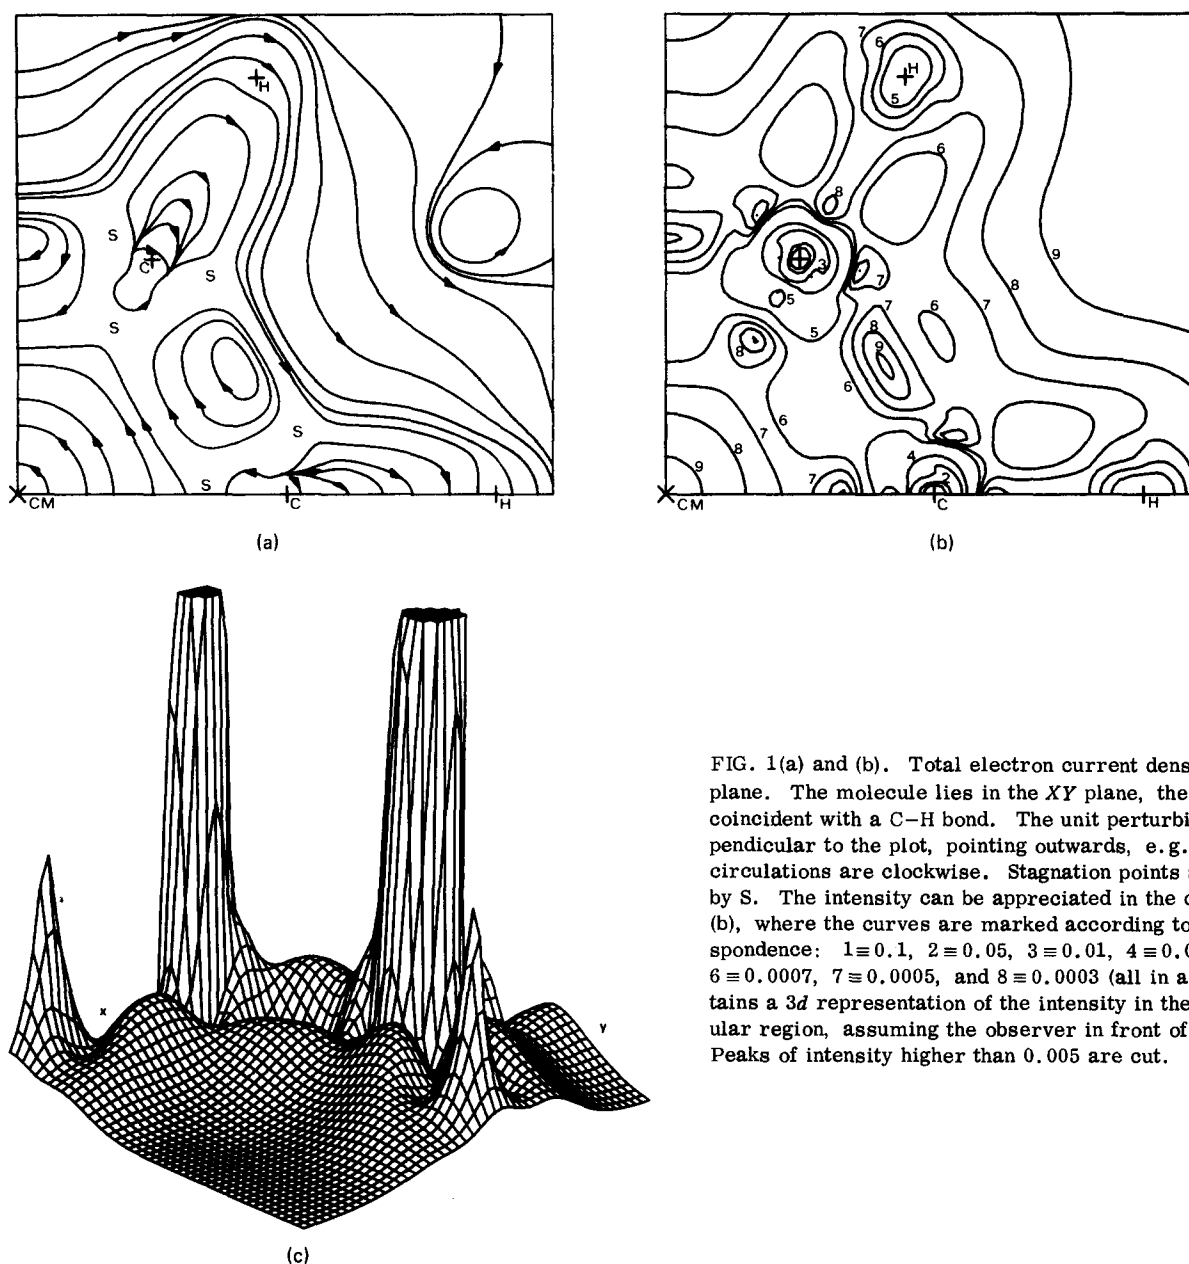 H
S
C
S
S
S
S
CM
C
H
(a)
7
6
H
5
6
8
3
7
9
5
5
7
6
8
7
8
9
8
6
6
7
8
9
4
7
2
CM
C
H
(b)
x
y
(c)
FIG. 1(a) and (b). Total electron current dens
plane. The molecule lies in the XY plane, the
coincident with a C–H bond. The unit perturbi
pendicular to the plot, pointing outwards, e.g.
circulations are clockwise. Stagnation points
by S. The intensity can be appreciated in the
(b), where the curves are marked according to
spondence: 1≡0.1, 2≡0.05, 3≡0.01, 4≡0.0
6≡0.0007, 7≡0.0005, and 8≡0.0003 (all in a
tains a 3d representation of the intensity in the
ular region, assuming the observer in front of
Peaks of intensity higher than 0.005 are cut.